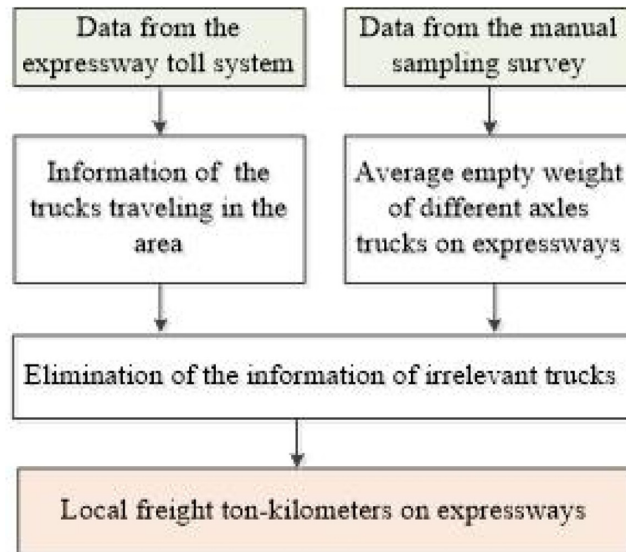 Data from the
expressway toll system
Data from the manual
sampling survey
Information of the
trucks traveling in the
area
Average empty weight
of different axles
trucks on expressways
Elimination of the information of irrelevant trucks
Local freight ton-kilometers on expressways